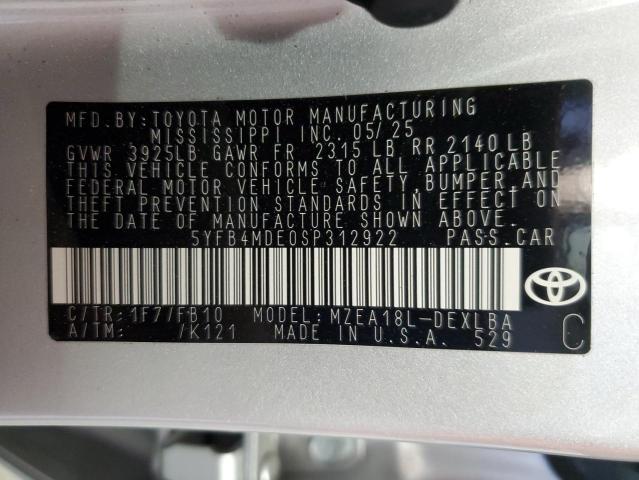 MFD. BY: TOYOTA MOTOR MANUFACTURING
MISSISSIPPI INC. 05/25
GVWR 3925LB GAWR FR 2315 LB RR 2140 LB
THIS VEHICLE CONFORMS TO ALL APPLICABLE
FEDERAL MOTOR VEHICLE SAFETY, BUMPER, AND
THEFT PREVENTION STANDARDS IN EFFECT ON
THE DATE OF MANUFACTURE SHOWN ABOVE.
5YFB4MDE0SP312922 PASS. CAR
C/TR: 1F7/FB10 MODEL: MZEA18L-DEXLBA
A/TM: /K121 MADE IN U.S.A. 529
C